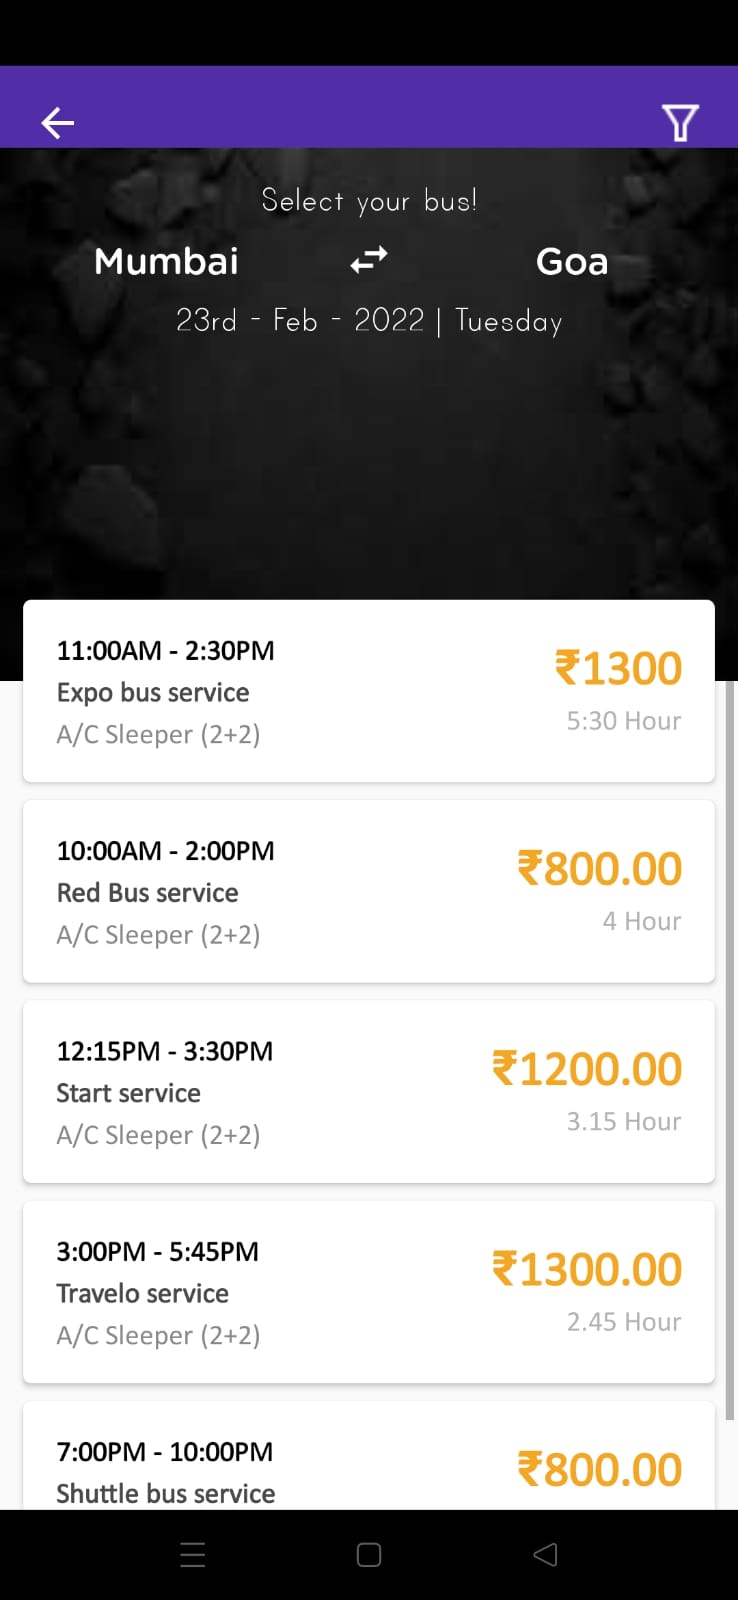 Select your bus!
Mumbai Goa
23rd - Feb - 2022 | Tuesday
11:00AM - 2:30PM
₹1300
Expo bus service
5:30 Hour
A/C Sleeper (2+2)
10:00AM - 2:00PM
₹800.00
Red Bus service
4 Hour
A/C Sleeper (2+2)
12:15PM - 3:30PM
₹1200.00
Start service
3.15 Hour
A/C Sleeper (2+2)
3:00PM - 5:45PM
₹1300.00
Travelo service
2.45 Hour
A/C Sleeper (2+2)
7:00PM - 10:00PM
₹800.00
Shuttle bus service